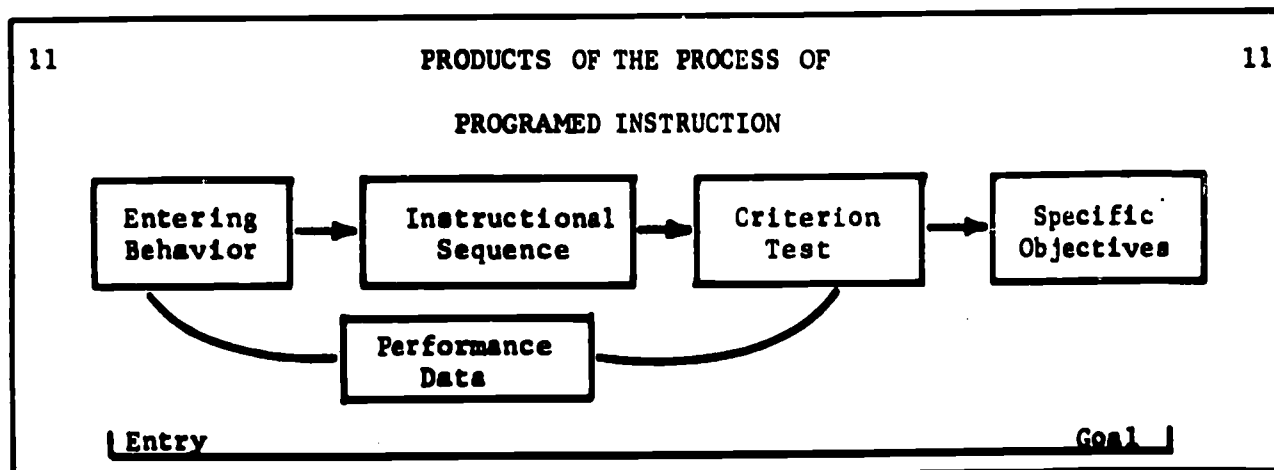 11 PRODUCTS OF THE PROCESS OF 11
PROGRAMED INSTRUCTION
Entering
Behavior
Instructional
Sequence
Criterion
Test
Specific
Objectives
Performance
Data
Entry Goal